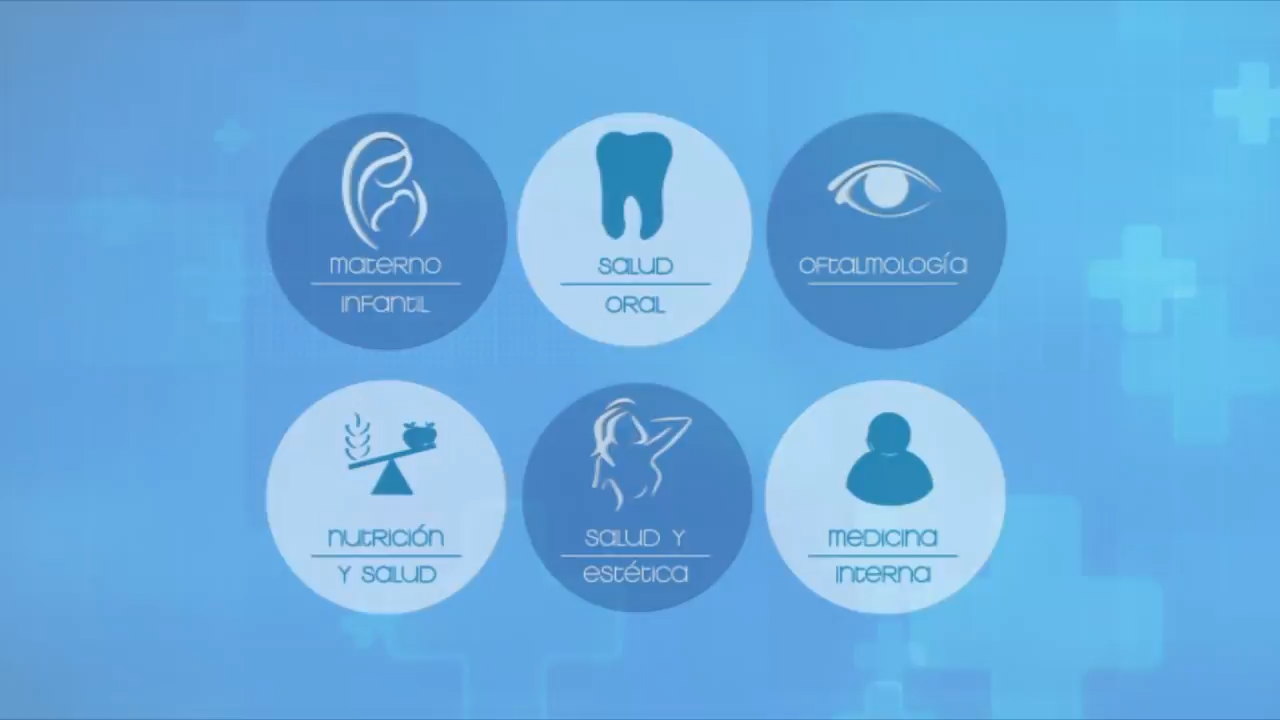 materno
infantil
salud
oral
oftalmología
nutrición
y salud
salud y
estética
medicina
interna